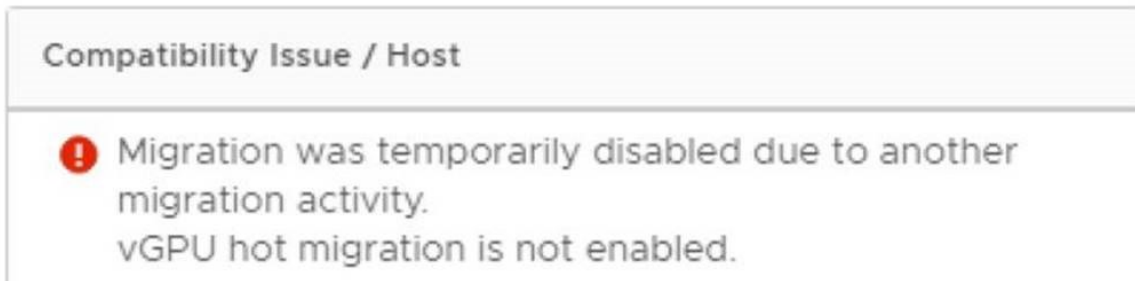 Compatibility Issue / Host
Migration was temporarily disabled due to another
migration activity.
vGPU hot migration is not enabled.